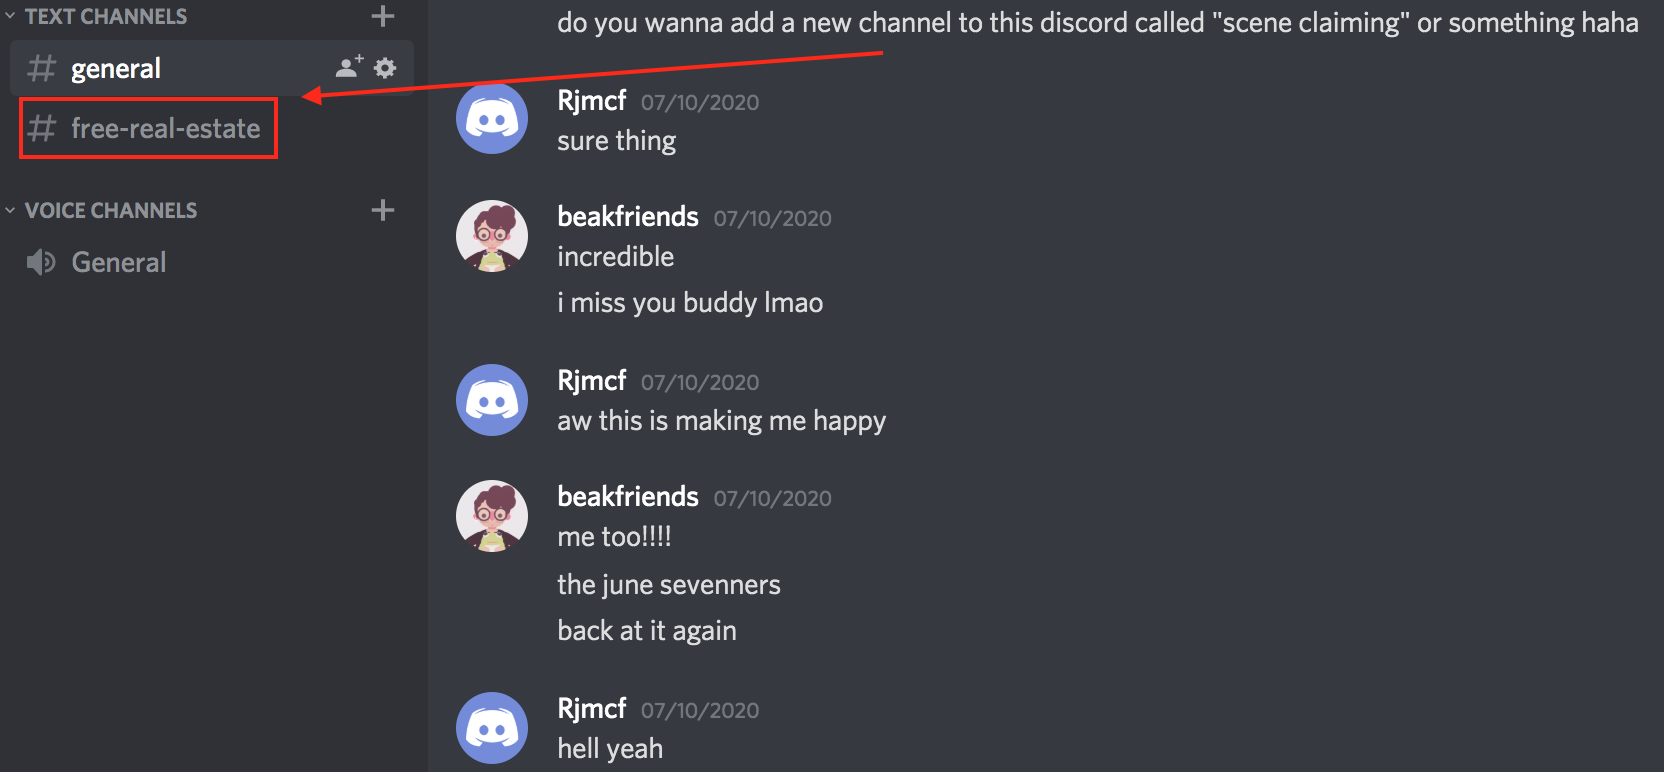 TEXT CHANNELS
general
free-real-estate
VOICE CHANNELS
General
do you wanna add a new channel to this discord called "scene claiming" or something haha
Rjmcf 07/10/2020
sure thing
beakfriends 07/10/2020
incredible
i miss you buddy lmao
Rjmcf 07/10/2020
aw this is making me happy
beakfriends 07/10/2020
me too!!!!
the june sevenners
back at it again
Rjmcf 07/10/2020
hell yeah